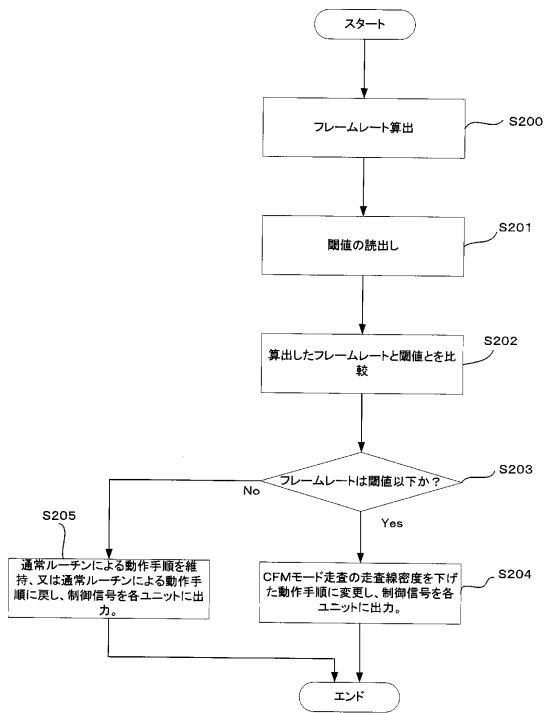 スタート
フレームレート算出
S200
閾値の読出し
S201
算出したフレームレートと閾値とを比
較
S202
フレームレートは閾値以下か？
S203
No
Yes
S205
通常ルーチンによる動作手順を維
持、又は通常ルーチンによる動作手
順に戻し、制御信号を各ユニットに出
力。
CFMモード走査の走査線密度を下げ
た動作手順に変更し、制御信号を各
ユニットに出力。
S204
エンド